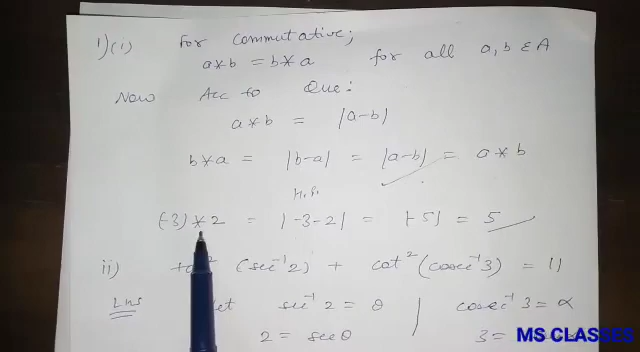 1) (i) For Commutative;
a * b = b * a for all a, b ∈ A
Now Acc to Que:
a * b = |a-b|
b * a = |b-a| = |a-b| = a * b
H.P.
(-3) * 2 = |-3-2| = |-5| = 5
ii) (sec⁻¹2) + cot²(cosec⁻¹3) = 11
let sec⁻¹2 = θ | cosec⁻¹3 = α
2 = secθ 3 =
MS CLASSES